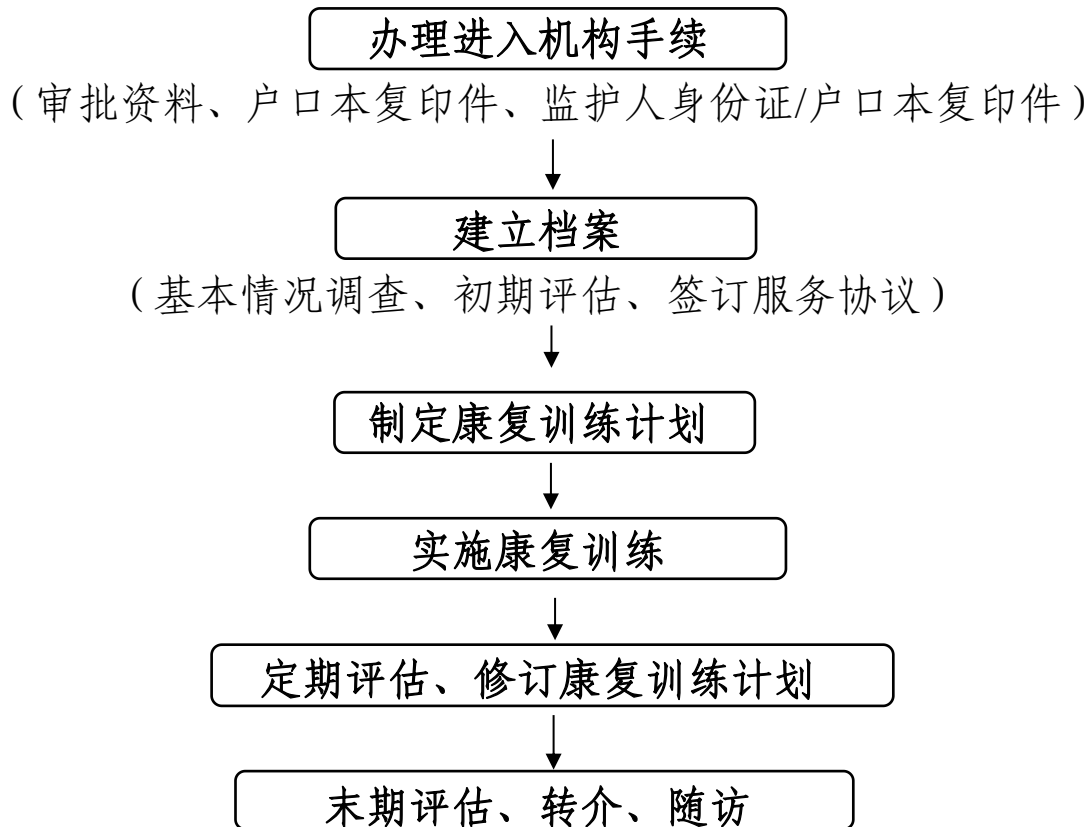 办理进入机构手续
（审批资料、户口本复印件、监护人身份证/户口本复印件）
建立档案
（基本情况调查、初期评估、签订服务协议）
制定康复训练计划
实施康复训练
定期评估、修订康复训练计划
末期评估、转介、随访